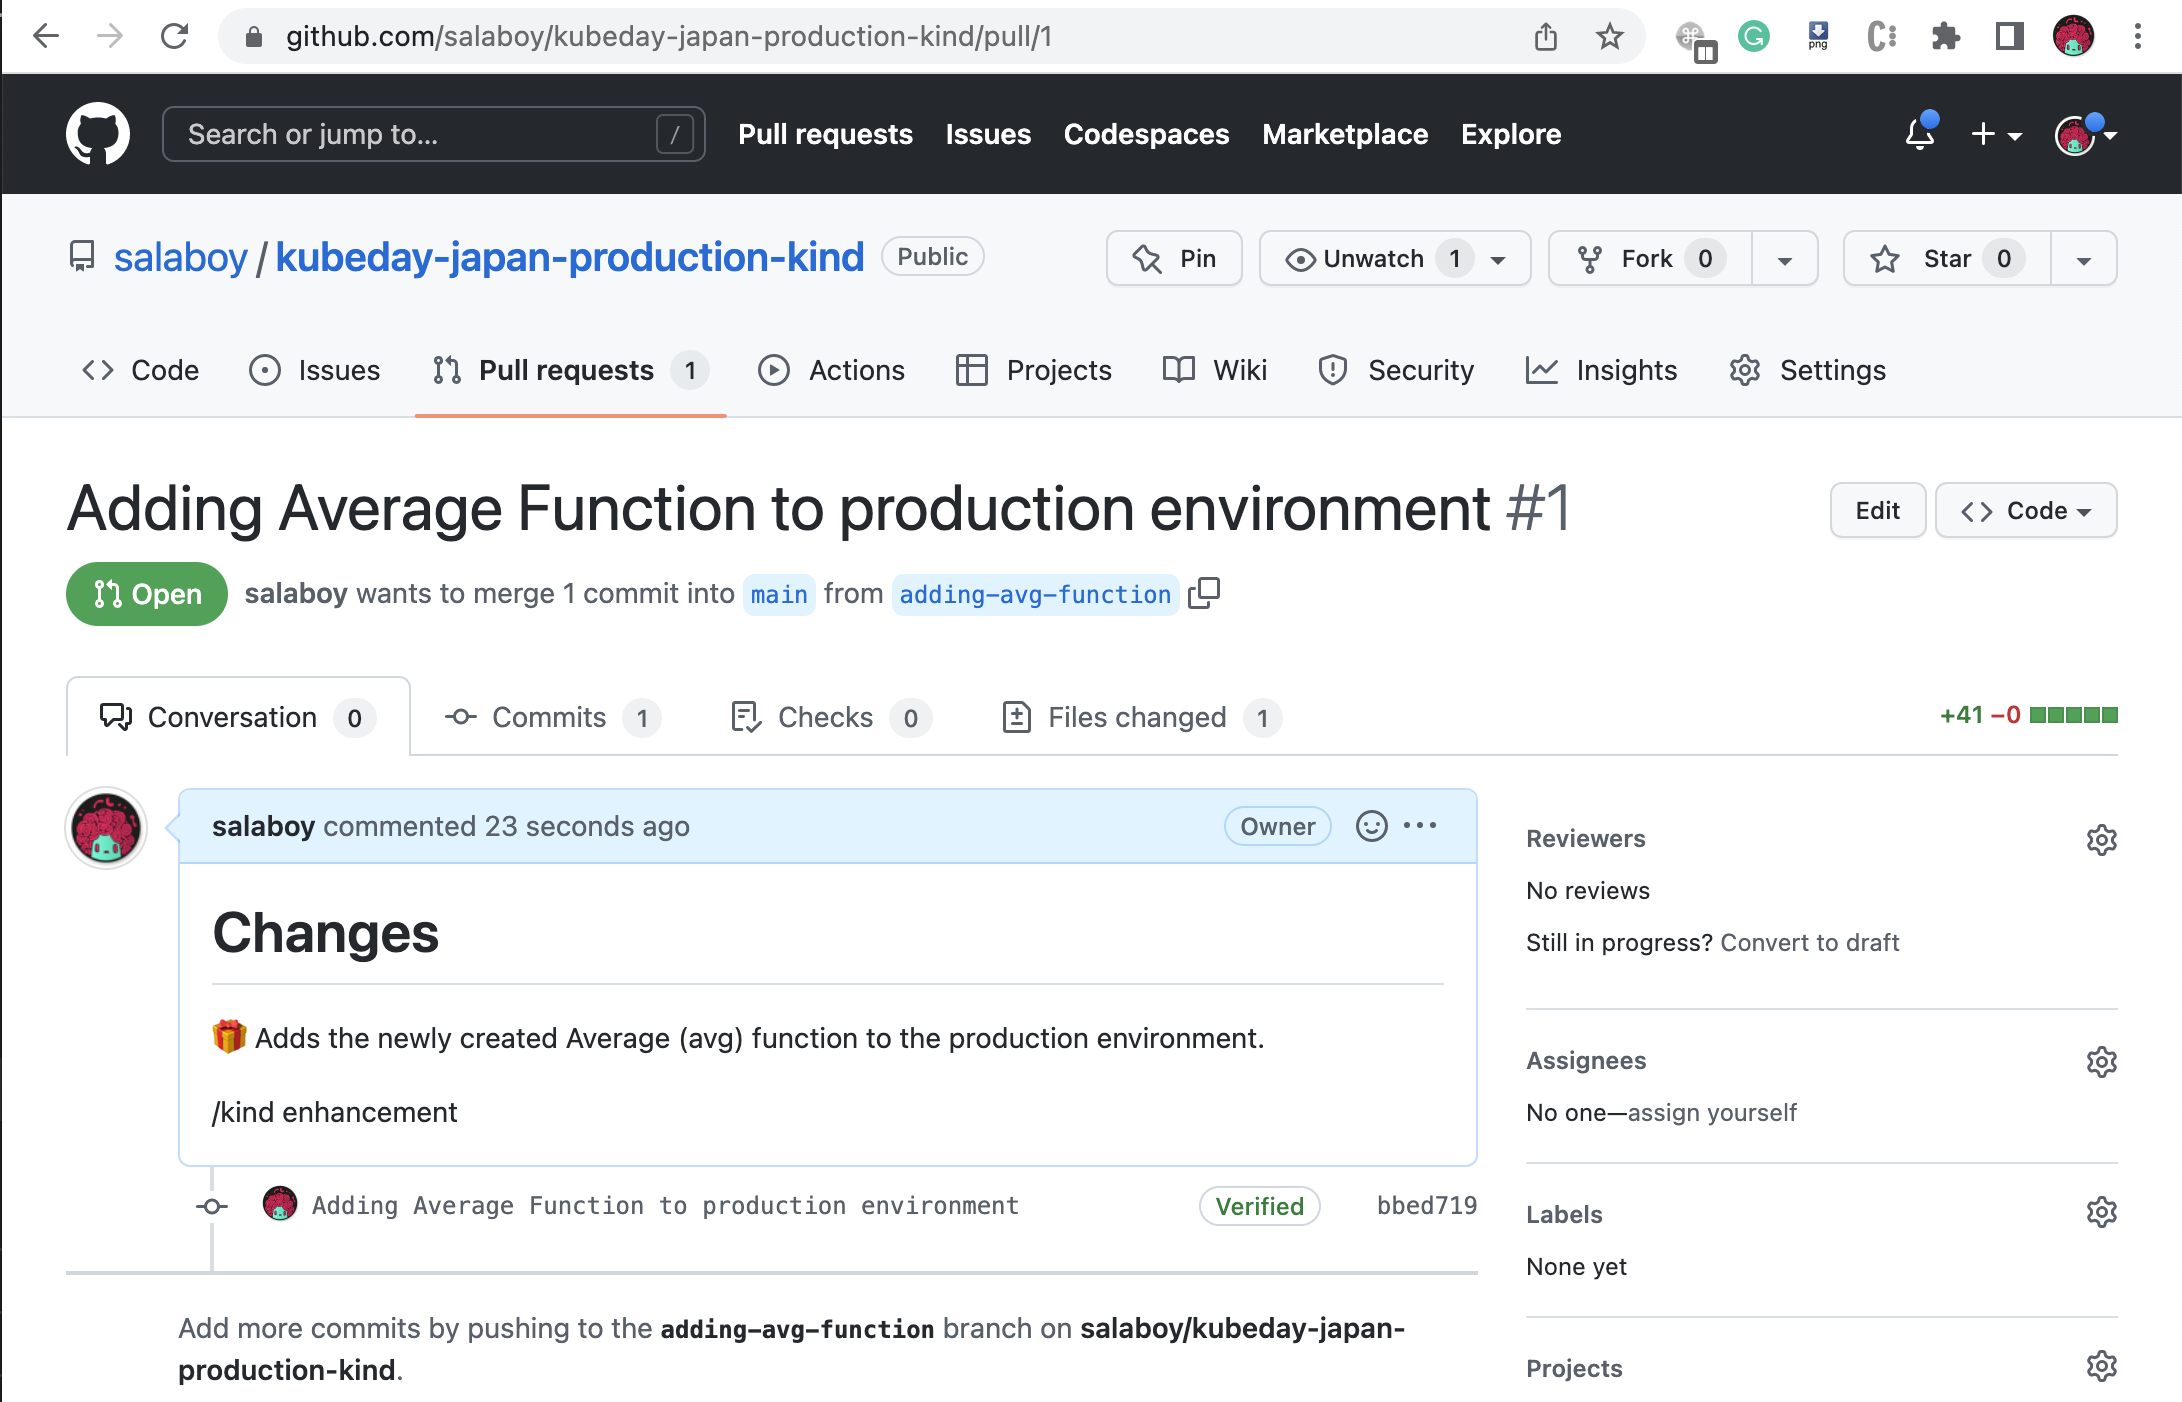 github.com/salaboy/kubeday-japan-production-kind/pull/1
png
Search or jump to...
/
Pull requests
Issues
Codespaces
Marketplace
Explore
salaboy / kubeday-japan-production-kind
Public
Pin
Unwatch 1
Fork 0
Star 0
Code
Issues
Pull requests 1
Actions
Projects
Wiki
Security
Insights
Settings
Adding Average Function to production environment #1
Edit
<> Code
Open
salaboy wants to merge 1 commit into main from adding-avg-function
Conversation 0
Commits 1
Checks 0
Files changed 1
+41 −0
salaboy commented 23 seconds ago
Owner
Changes
🎁 Adds the newly created Average (avg) function to the production environment.
/kind enhancement
Adding Average Function to production environment
Verified
bbed719
Add more commits by pushing to the adding-avg-function branch on salaboy/kubeday-japan-
production-kind.
Reviewers
No reviews
Still in progress? Convert to draft
Assignees
No one—assign yourself
Labels
None yet
Projects